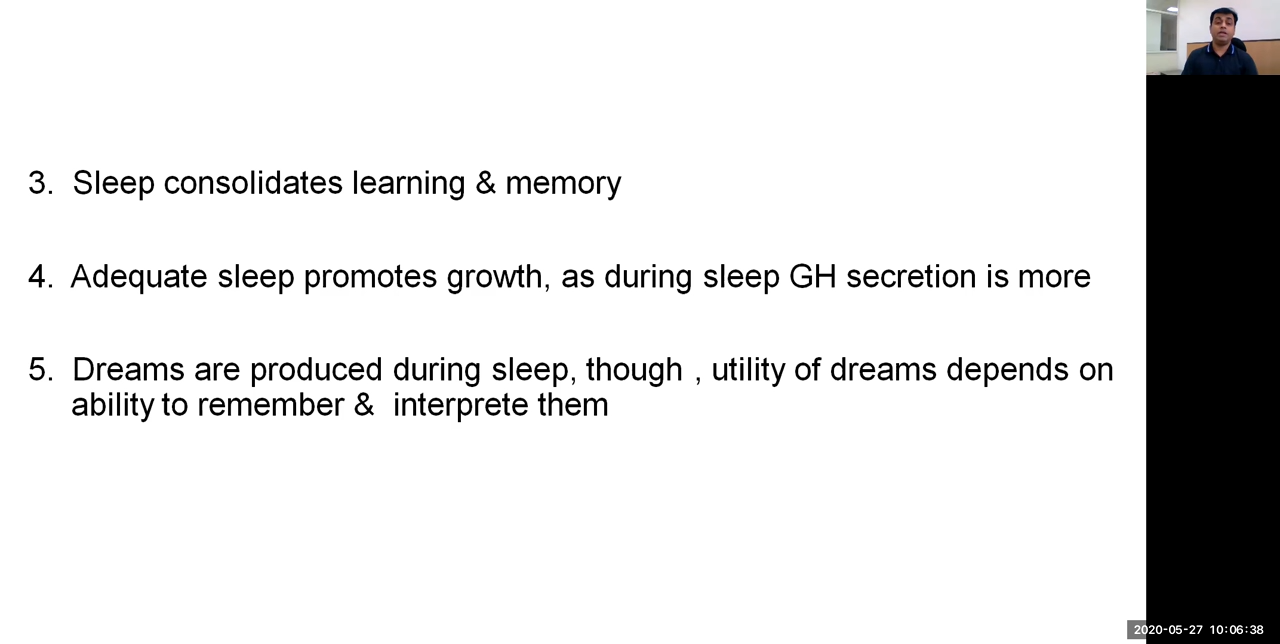 3. Sleep consolidates learning & memory
4. Adequate sleep promotes growth, as during sleep GH secretion is more
5. Dreams are produced during sleep, though , utility of dreams depends on
ability to remember & interprete them
2020-05-27 10:06:38